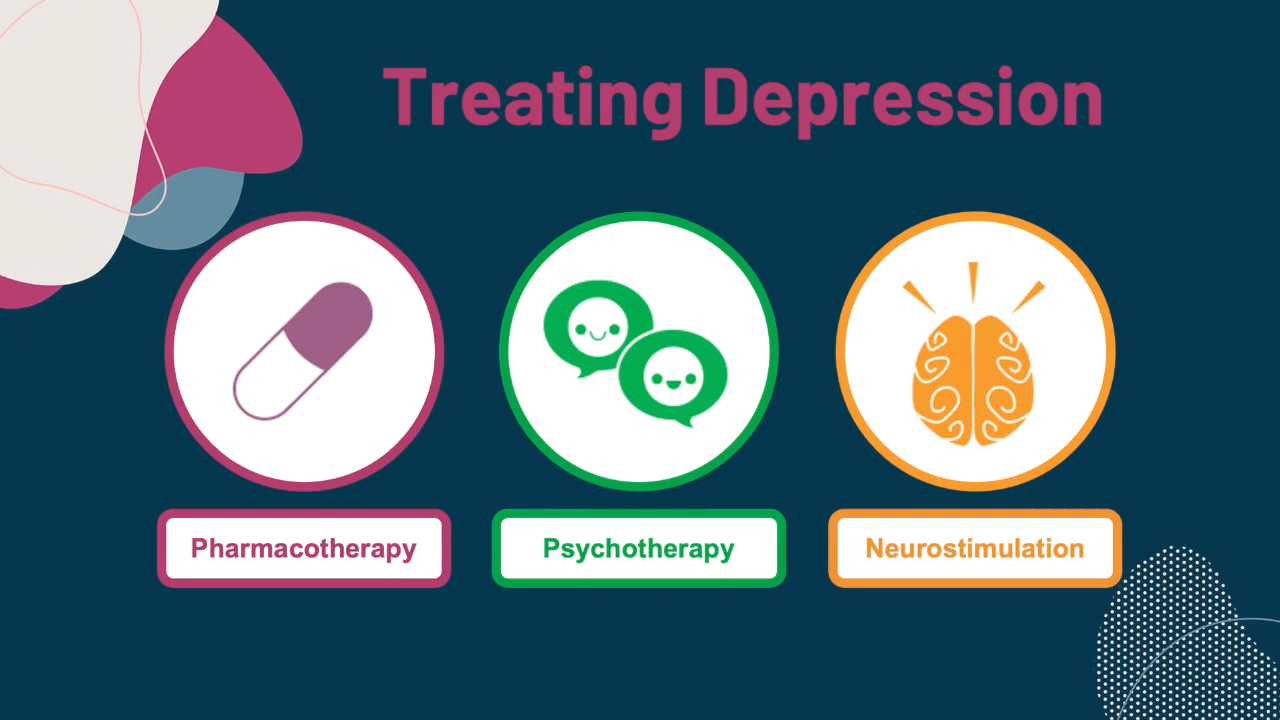 Treating Depression
Pharmacotherapy
Psychotherapy
Neurostimulation